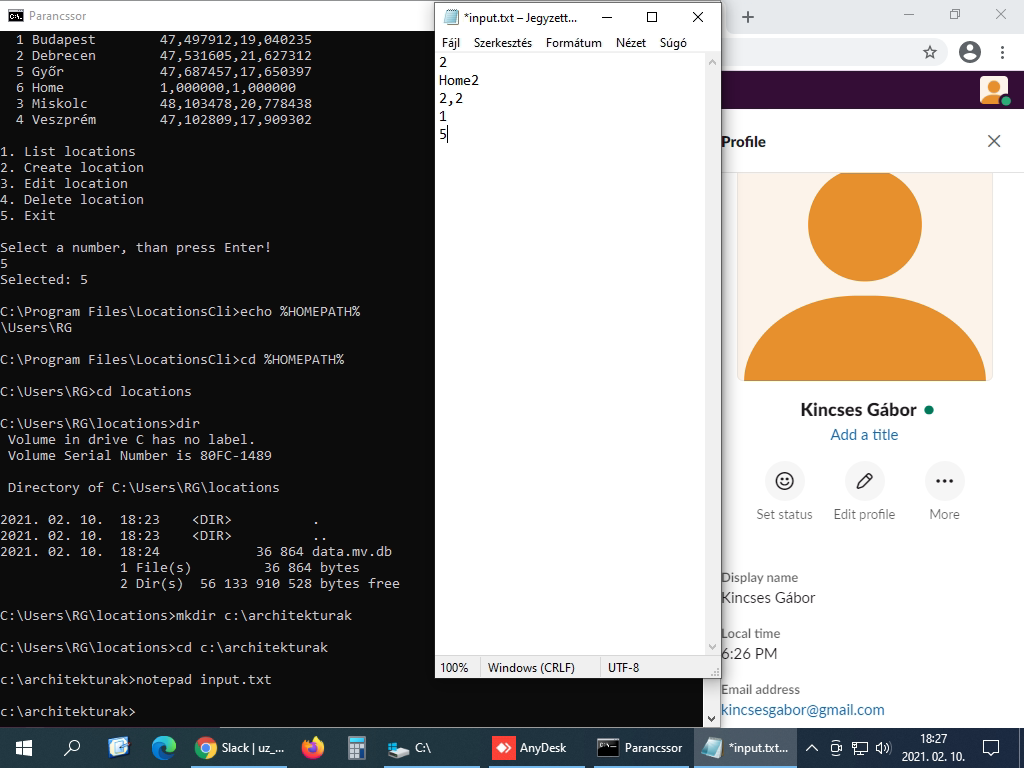 Parancssor
1 Budapest 47,497912,19,040235
2 Debrecen 47,531605,21,627312
5 Győr 47,687457,17,650397
6 Home 1,000000,1,000000
3 Miskolc 48,103478,20,778438
4 Veszprém 47,102809,17,909302
1. List locations
2. Create location
3. Edit location
4. Delete location
5. Exit
Select a number, than press Enter!
5
Selected: 5
C:\Program Files\LocationsCli>echo %HOMEPATH%
\Users\RG
C:\Program Files\LocationsCli>cd %HOMEPATH%
C:\Users\RG>cd locations
C:\Users\RG\locations>dir
Volume in drive C has no label.
Volume Serial Number is 80FC-1489
Directory of C:\Users\RG\locations
2021. 02. 10. 18:23 <DIR> .
2021. 02. 10. 18:23 <DIR> ..
2021. 02. 10. 18:24 36 864 data.mv.db
1 File(s) 36 864 bytes
2 Dir(s) 56 133 910 528 bytes free
C:\Users\RG\locations>mkdir c:\architekturak
C:\Users\RG\locations>cd c:\architekturak
c:\architekturak>notepad input.txt
c:\architekturak>
*input.txt – Jegyzett...
Fájl Szerkesztés Formátum Nézet Súgó
2
Home2
2,2
1
5
100% Windows (CRLF) UTF-8
Profile
Kincses Gábor
Add a title
Set status Edit profile More
Display name
Kincses Gábor
Local time
6:26 PM
Email address
kincsesgabor@gmail.com
Slack | uz_... C:\ AnyDesk Parancssor *input.txt... 18:27
2021. 02. 10.